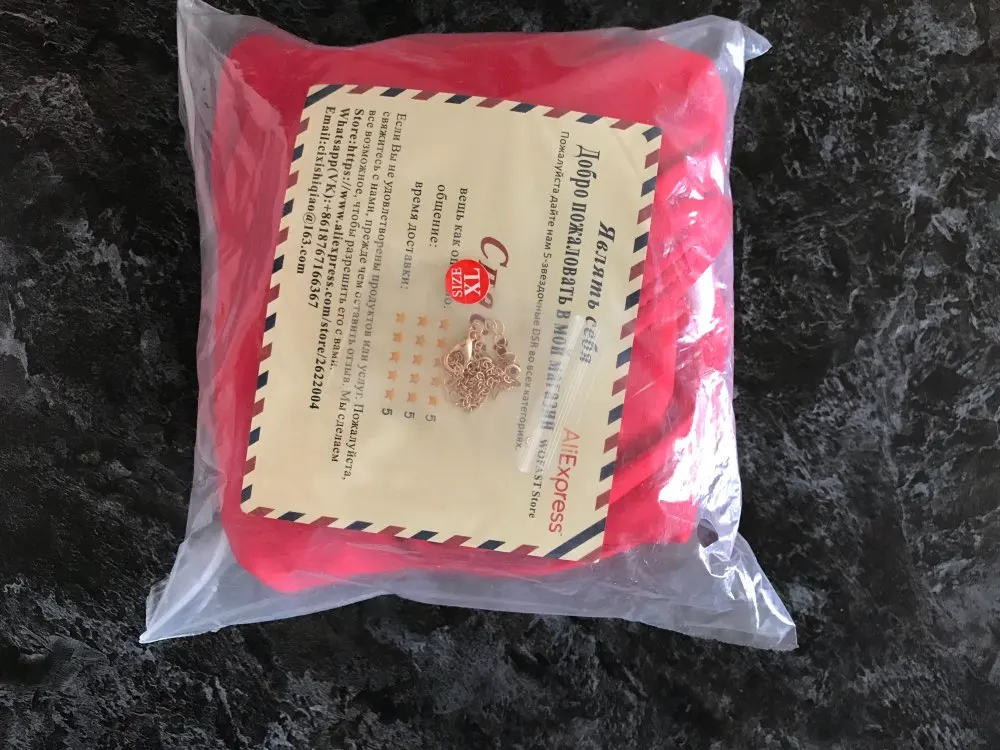 Являть себя
Добро пожаловать в мой магазин WOFAST Store
Пожалуйста дайте нам 5-звездочные DSR во всех категориях.
AliExpress
SIZE
XL
вещь как
общение: 5
время доставки: 5
5
Если Вы не удовлетворены продуктов или услуг. Пожалуйста,
свяжитесь с нами, прежде чем оставить отзыв. Мы сделаем
все возможное, чтобы разрешить его с вами.
Store:https://www.aliexpress.com/store/2622004
Whatsapp(VK):+8618767166367
Email:cixishiqiao@163.com